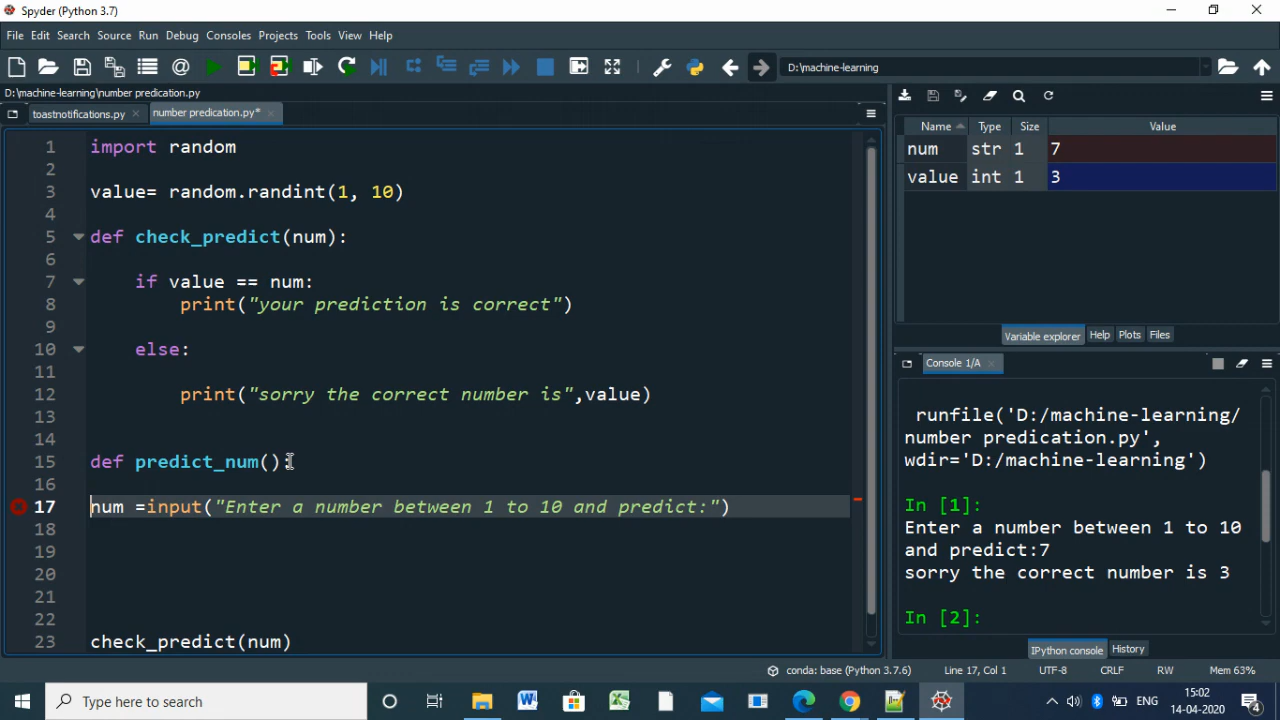 Spyder (Python 3.7)
File Edit Search Source Run Debug Consoles Projects Tools View Help
D:\machine-learning
D:\machine-learning\number predication.py
toastnotifications.py
number predication.py*
1 import random
2
3 value= random.randint(1, 10)
4
5 def check_predict(num):
6
7 if value == num:
8 print("your prediction is correct")
9
10 else:
11
12 print("sorry the correct number is",value)
13
14
15 def predict_num():
16
17 num =input("Enter a number between 1 to 10 and predict:")
18
19
20
21
22
23 check_predict(num)
Name Type Size Value
num str 1 7
value int 1 3
Variable explorer Help Plots Files
Console 1/A
runfile('D:/machine-learning/
number predication.py',
wdir='D:/machine-learning')
In [1]:
Enter a number between 1 to 10
and predict:7
sorry the correct number is 3
In [2]:
IPython console History
conda: base (Python 3.7.6) Line 17, Col 1 UTF-8 CRLF RW Mem 63%
Type here to search
ENG
15:02
14-04-2020
4